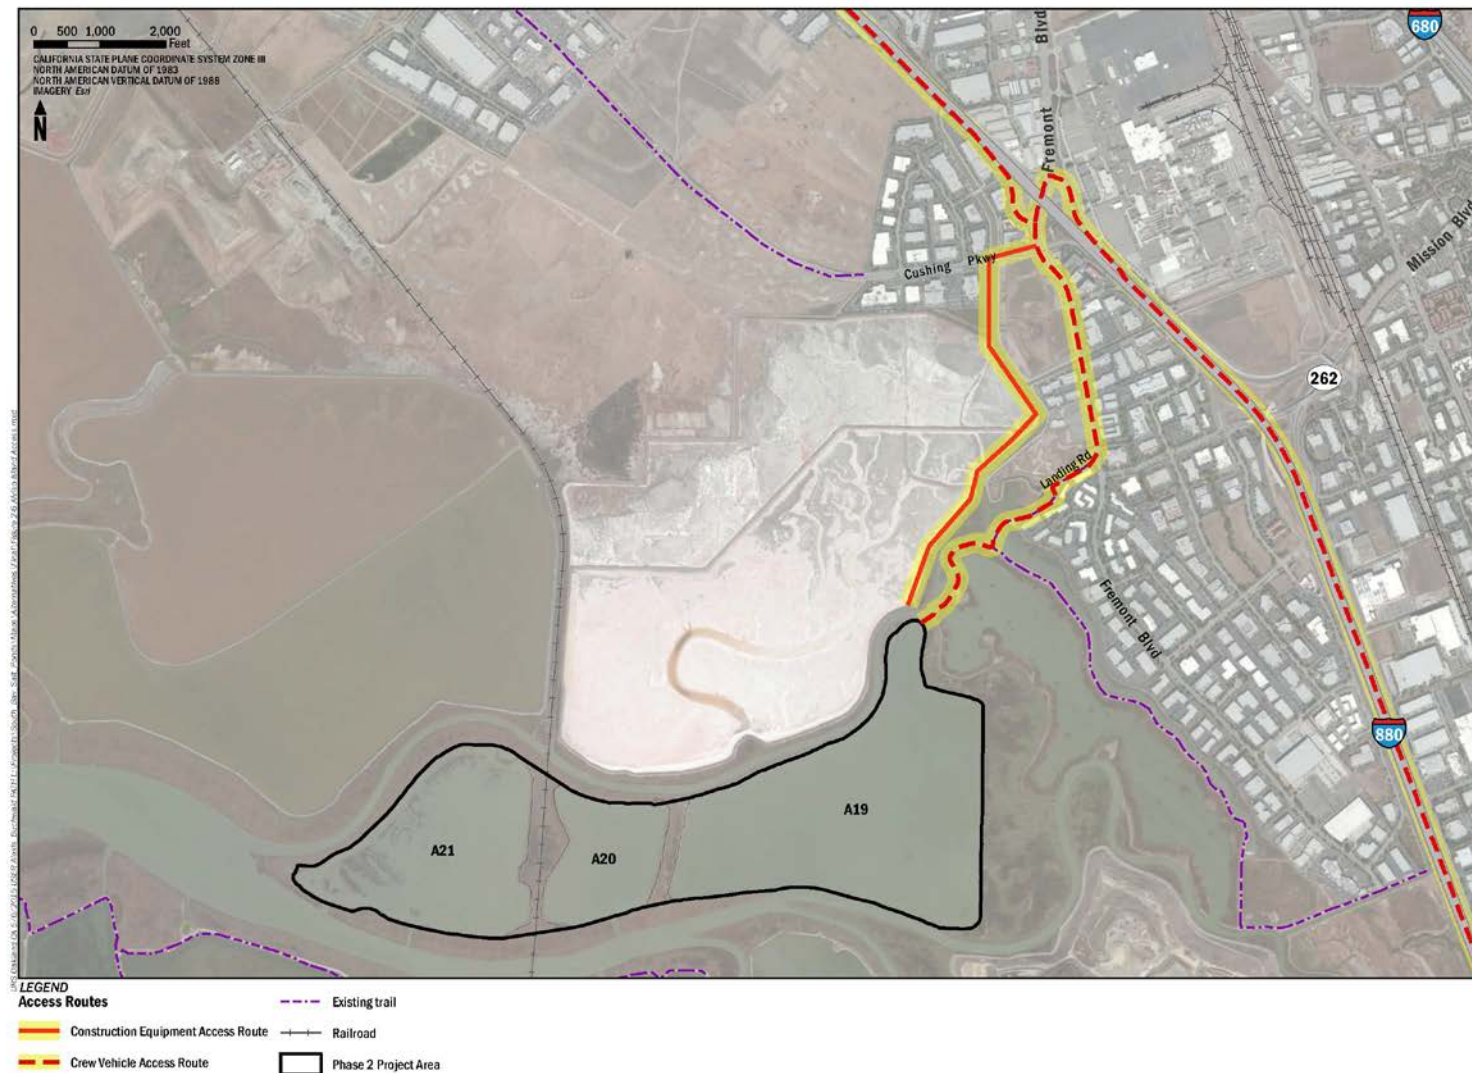 0 500 1,000 2,000
Feet
CALIFORNIA STATE PLANE COORDINATE SYSTEM ZONE III
NORTH AMERICAN DATUM OF 1983
NORTH AMERICAN VERTICAL DATUM OF 1988
IMAGERY Esri
N
680
Fremont Blvd
Mission Blvd
Cushing Pkwy
262
Landing Rd
Fremont Blvd
880
A19
A21
A20
LEGEND
Access Routes
Construction Equipment Access Route
Crew Vehicle Access Route
Existing trail
Railroad
Phase 2 Project Area